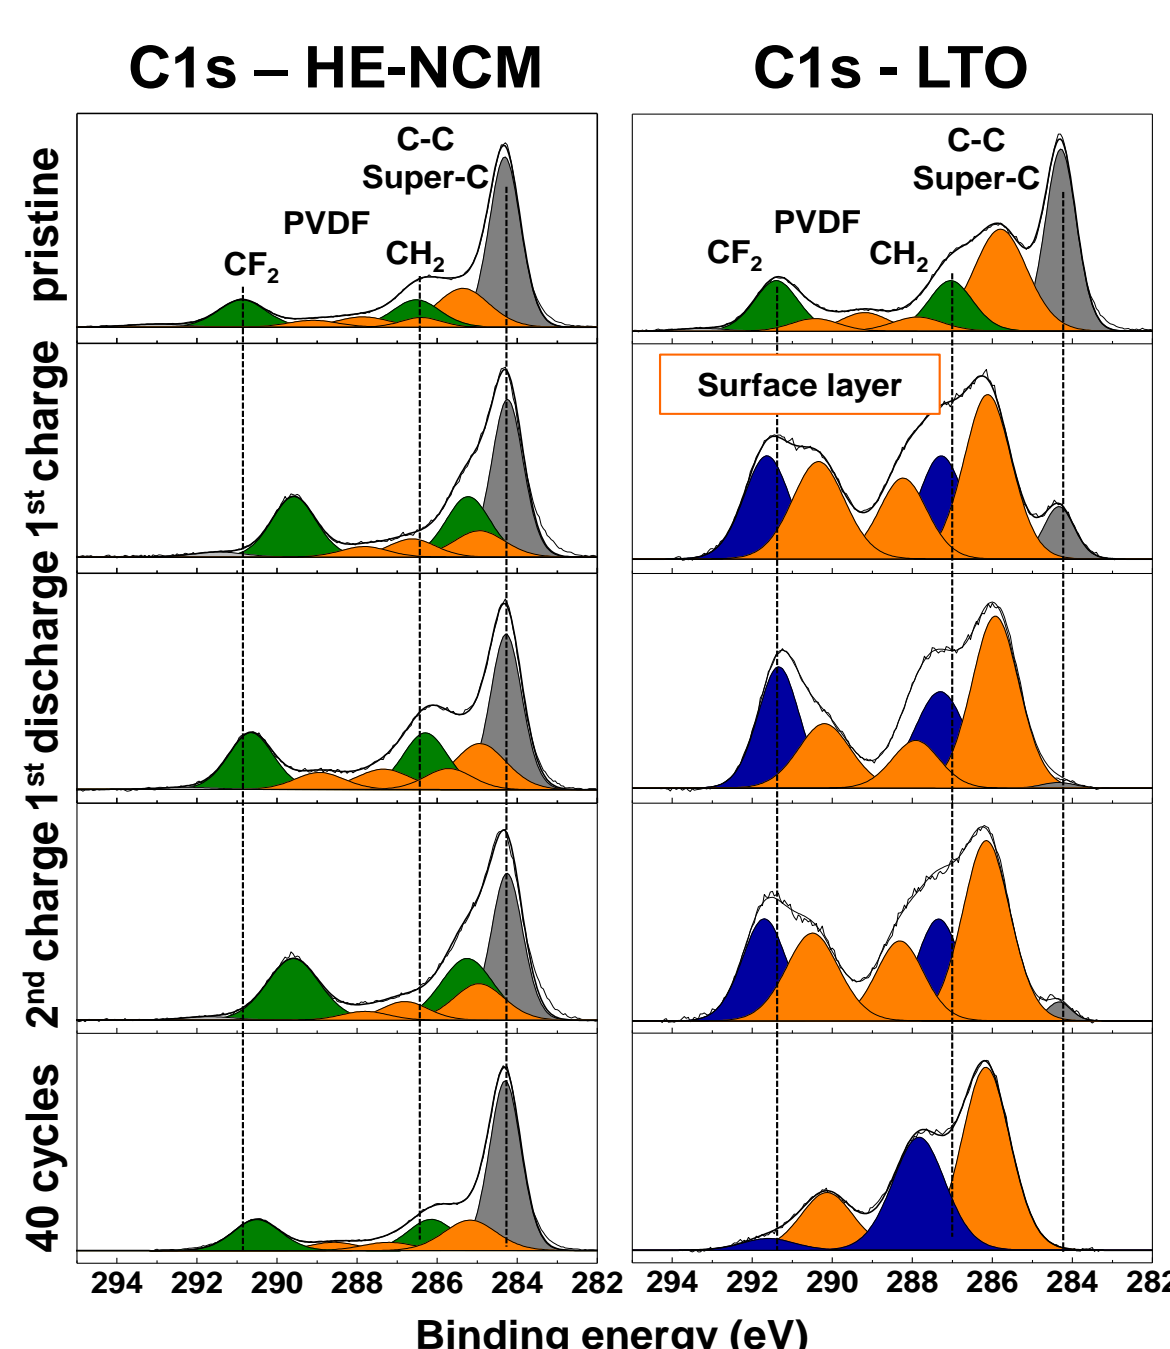 C1s – HE-NCM
C1s - LTO
pristine
C-C
Super-C
PVDF
CF2
CH2
C-C
Super-C
PVDF
CF2
CH2
1st charge
Surface layer
1st discharge
2nd charge
40 cycles
294 292 290 288 286 284 282
294 292 290 288 286 284 282
Binding energy (eV)